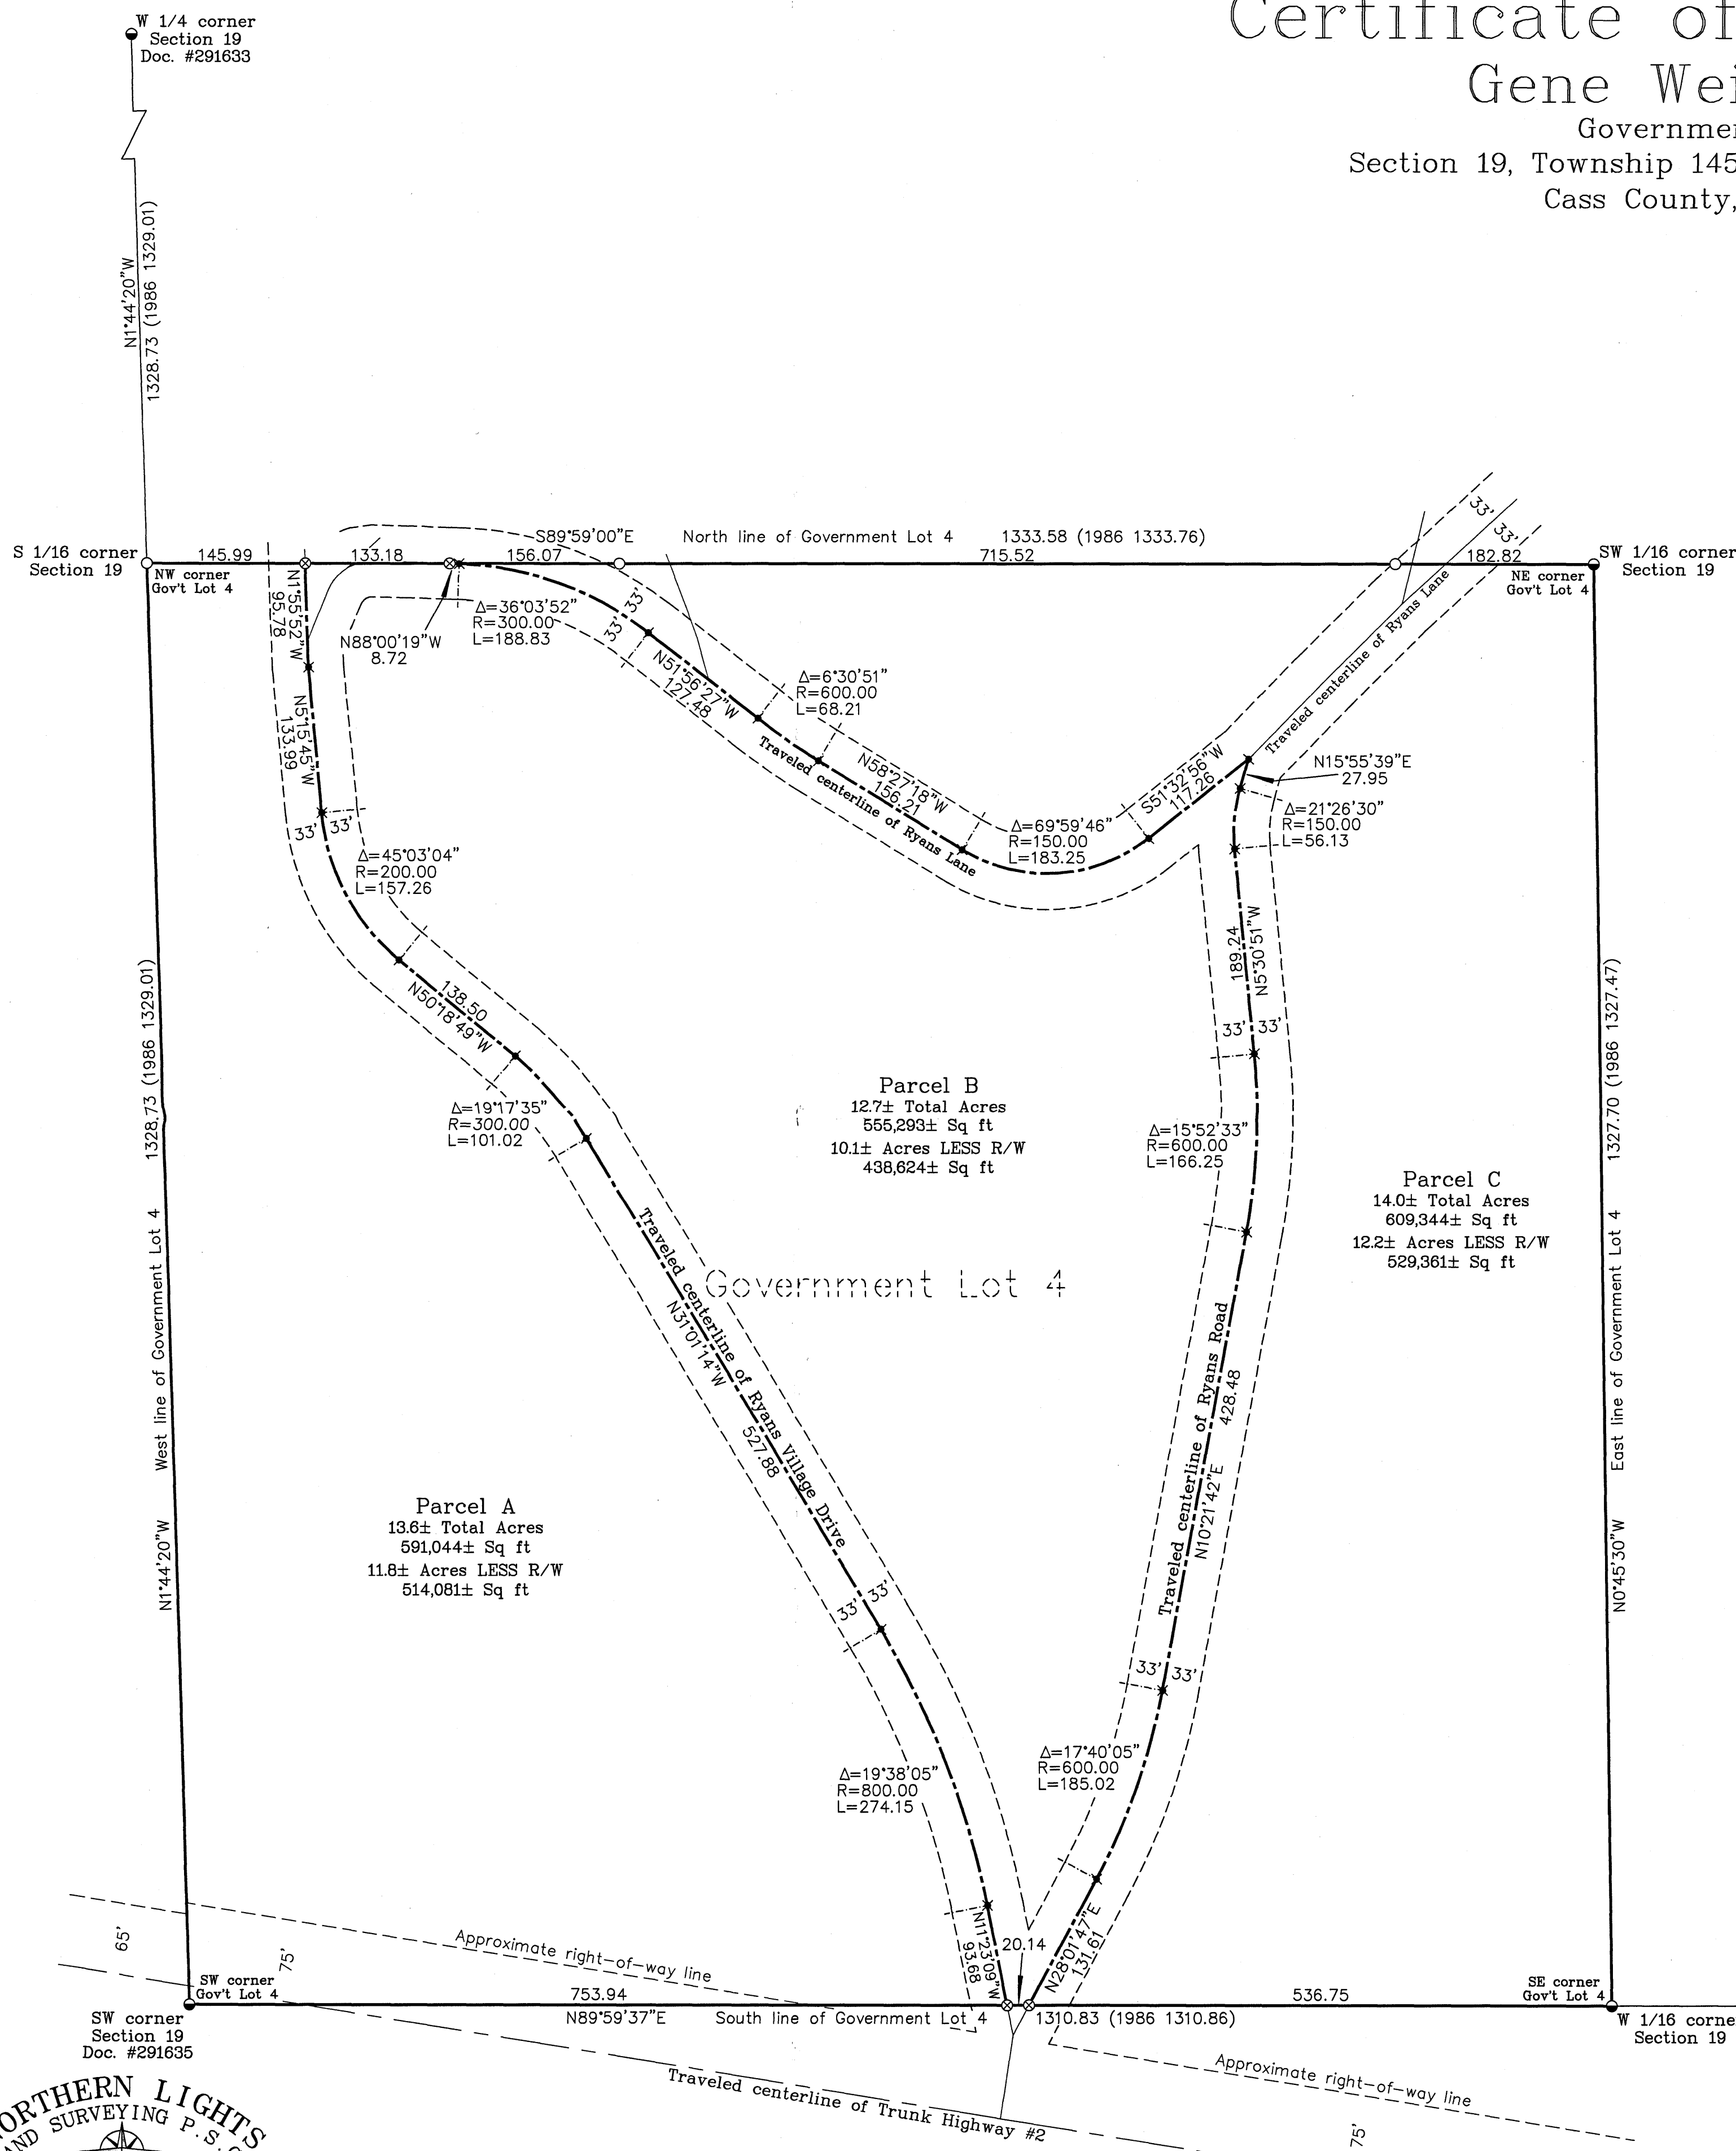 W 1/4 corner
Section 19
Doc. #291633
Certificate of
Gene
Section 19, Township 145
Cass County,
N1°44'20"W
1328.73 (1986 1329.01)
S 1/16 corner
Section 19
NW corner
Gov't Lot 4
145.99
133.18
S89°59'00"E
156.07
North line of Government Lot 4
1333.58 (1986 1333.76)
715.52
182.82
33' 33'
SW 1/16 corner
Section 19
NE corner
Gov't Lot 4
N1°55'52"W
95.78
N88°00'19"W
8.72
Δ=36°03'52"
R=300.00
L=188.83
33' 33'
N51°56'27"W
127.48
Δ=6°30'51"
R=600.00
L=68.21
Traveled centerline of Ryans Lane
N58°27'18"W
156.21
Traveled centerline of Ryans Lane
Δ=69°59'46"
R=150.00
L=183.25
S51°32'56"W
117.26
N15°55'39"E
27.95
Δ=21°26'30"
R=150.00
L=56.13
N5°15'45"W
133.99
33' 33'
Δ=45°03'04"
R=200.00
L=157.26
138.50
N50°18'49"W
Δ=19°17'35"
R=300.00
L=101.02
189.24
N5°30'51"W
33' 33'
1328.73 (1986 1329.01)
1327.70 (1986 1327.47)
Parcel B
12.7± Total Acres
555,293± Sq ft
10.1± Acres LESS R/W
438,624± Sq ft
Δ=15°52'33"
R=600.00
L=166.25
Parcel C
14.0± Total Acres
609,344± Sq ft
12.2± Acres LESS R/W
529,361± Sq ft
Government Lot 4
West line of Government Lot 4
East line of Government Lot 4
Traveled centerline of Ryans Village Drive
N31°01'14"W
527.88
Traveled centerline of Ryans Road
428.48
N10°21'42"E
Parcel A
13.6± Total Acres
591,044± Sq ft
11.8± Acres LESS R/W
514,081± Sq ft
N1°44'20"W
N0°45'30"W
33' 33'
33' 33'
Δ=19°38'05"
R=800.00
L=274.15
Δ=17°40'05"
R=600.00
L=185.02
65'
75'
Approximate right-of-way line
N11°23'09"W
93.68
20.14
N28°01'47"E
131.61
SW corner
Gov't Lot 4
753.94
N89°59'37"E
South line of Government Lot 4
1310.83 (1986 1310.86)
536.75
SE corner
Gov't Lot 4
SW corner
Section 19
Doc. #291635
W 1/16 corne
Section 19
Traveled centerline of Trunk Highway #2
Approximate right-of-way line
75'
ORTHERN LIGHTS
AND SURVEYING P.S.